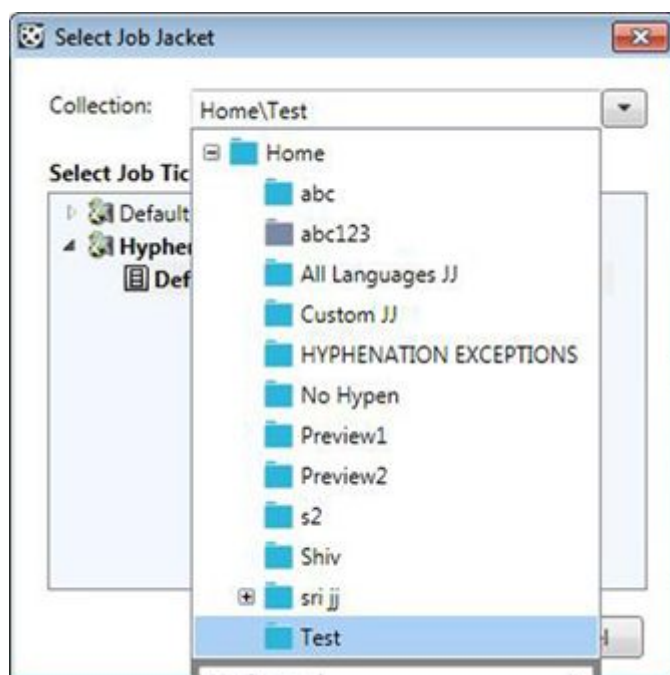 Select Job Jacket
Collection: Home\Test
Home
Select Job Tic
abc
Default
abc123
Hyphe
All Languages JJ
Def
Custom JJ
HYPHENATION EXCEPTIONS
No Hypen
Preview1
Preview2
s2
Shiv
sri jj
Test